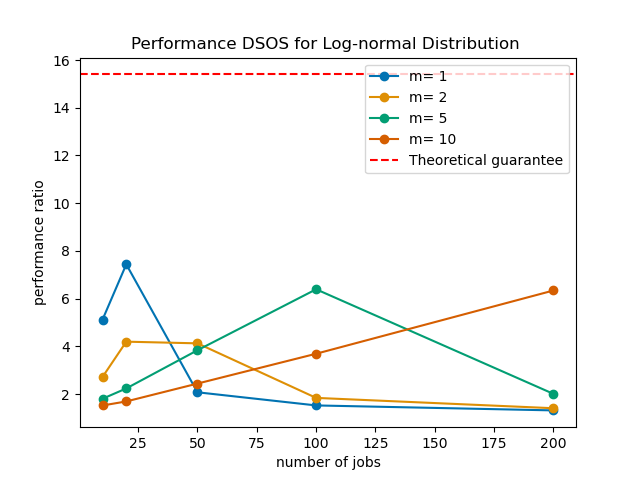 Performance DSOS for Log-normal Distribution
16
14
12
10
8
6
4
2
performance ratio
m= 1
m= 2
m= 5
m= 10
Theoretical guarantee
25 50 75 100 125 150 175 200
number of jobs